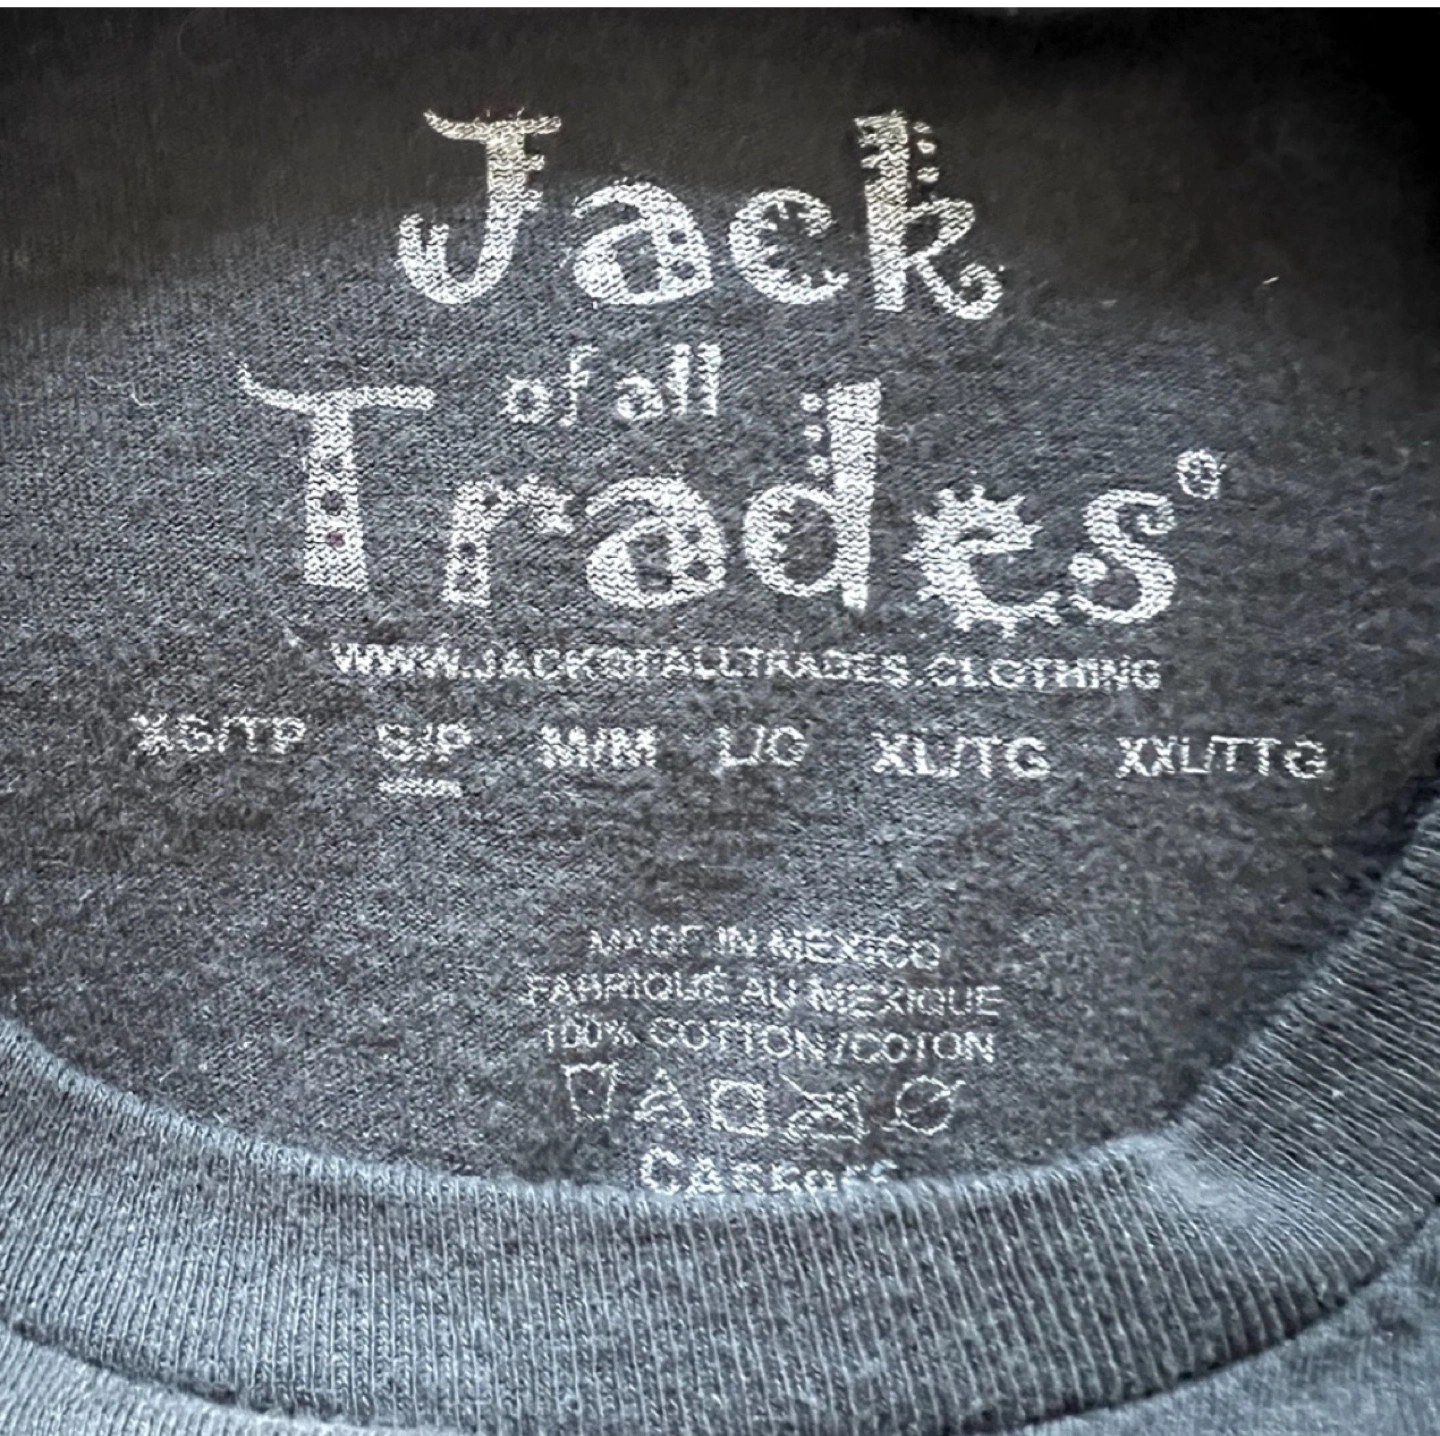 Jack
of all
Trades®
WWW.JACKOFALLTRADES.CLOTHING
XS/TP S/P M/M L/G XL/TG XXL/TTG
MADE IN MEXICO
FABRIQUÉ AU MEXIQUE
100% COTTON/COTON